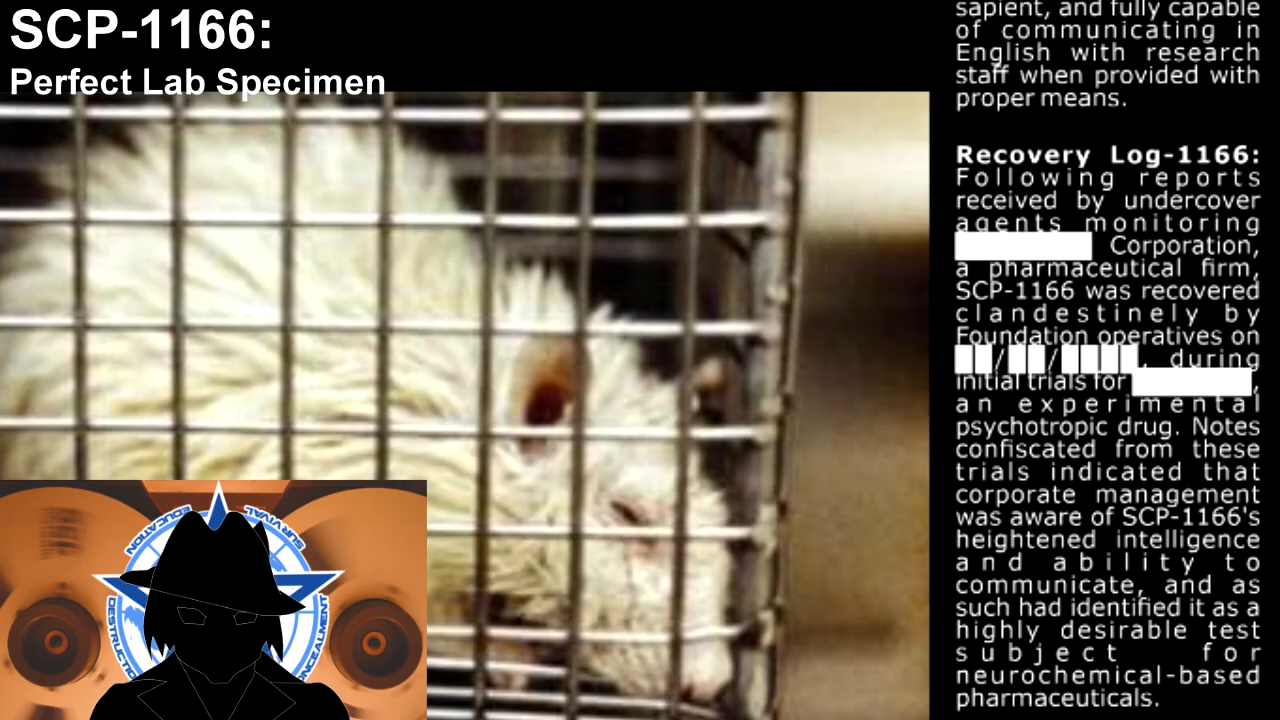 SCP-1166:
Perfect Lab Specimen
sapient, and fully capable
of communicating in
English with research
staff when provided with
proper means.
Recovery Log-1166:
Following reports
received by undercover
agents monitoring
██████ Corporation,
a pharmaceutical firm,
SCP-1166 was recovered
clandestinely by
Foundation operatives on
██/██/████, during
initial trials for ██████,
an experimental
psychotropic drug. Notes
confiscated from these
trials indicated that
corporate management
was aware of SCP-1166's
heightened intelligence
and ability to
communicate, and as
such had identified it as a
highly desirable test
subject for
neurochemical-based
pharmaceuticals.
EDUCATION
SURVIVAL